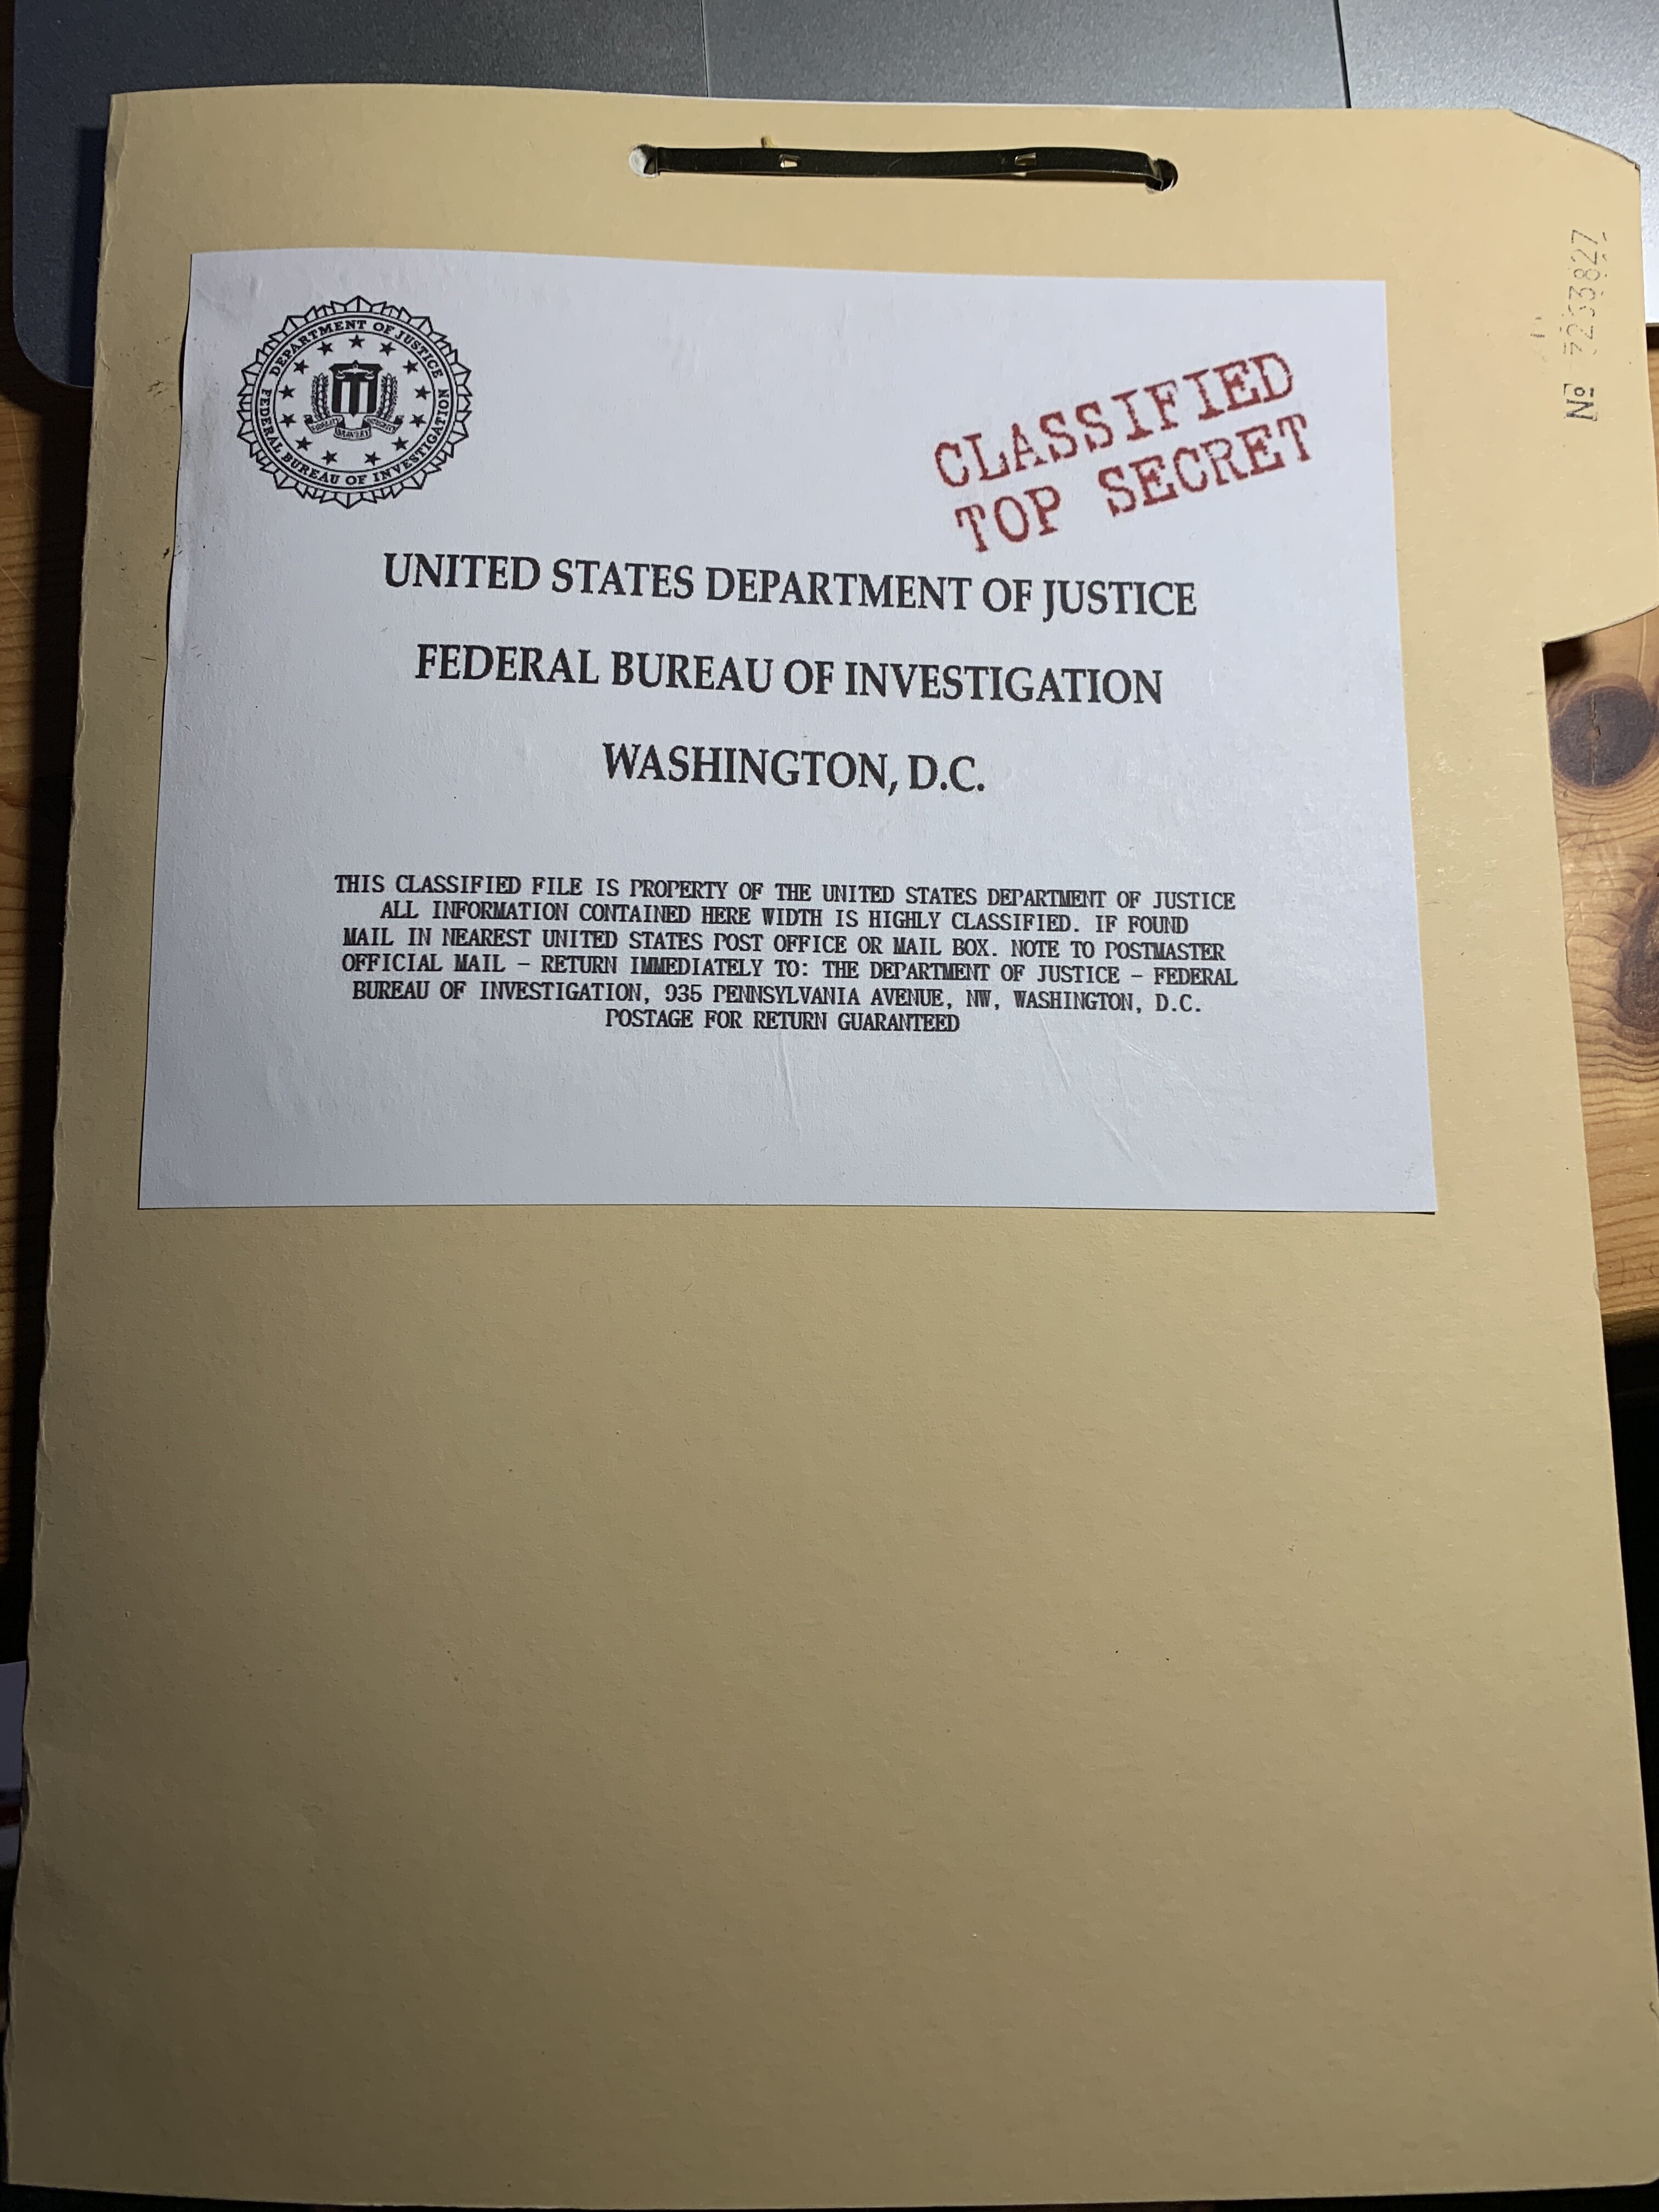 DEPARTMENT OF JUSTICE
FEDERAL BUREAU OF INVESTIGATION
FIDELITY BRAVERY INTEGRITY
CLASSIFIED
TOP SECRET
UNITED STATES DEPARTMENT OF JUSTICE
FEDERAL BUREAU OF INVESTIGATION
WASHINGTON, D.C.
THIS CLASSIFIED FILE IS PROPERTY OF THE UNITED STATES DEPARTMENT OF JUSTICE
ALL INFORMATION CONTAINED HERE WIDTH IS HIGHLY CLASSIFIED. IF FOUND
MAIL IN NEAREST UNITED STATES POST OFFICE OR MAIL BOX. NOTE TO POSTMASTER
OFFICIAL MAIL – RETURN IMMEDIATELY TO: THE DEPARTMENT OF JUSTICE – FEDERAL
BUREAU OF INVESTIGATION, 935 PENNSYLVANIA AVENUE, NW, WASHINGTON, D.C.
POSTAGE FOR RETURN GUARANTEED
№